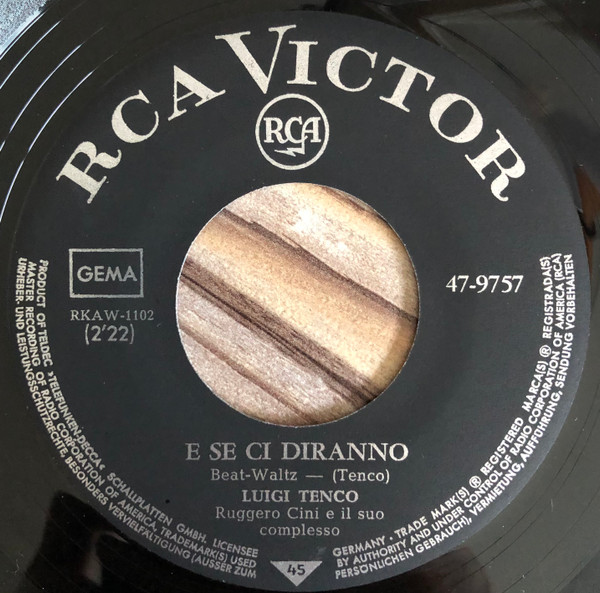 RCA VICTOR
RCA
GEMA
RKAW-1102
(2'22)
47-9757
E SE CI DIRANNO
Beat-Waltz — (Tenco)
LUIGI TENCO
Ruggero Cini e il suo
complesso
45
PRODUCT OF TELDEC »TELEFUNKEN-DECCA« SCHALLPLATTEN GMBH. LICENSEE
MASTER RECORDING OF RADIO CORPORATION OF AMERICA, TRADEMARK(S) USED
URHEBER- UND LEISTUNGSSCHUTZRECHTE, BESONDERS VERVIELFÄLTIGUNG (AUSSER ZUM
GERMANY · TRADE MARK(S) ® REGISTERED MARCA(S) ® REGISTRADA(S)
BY AUTHORITY AND UNDER CONTROL OF RADIO CORPORATION OF AMERICA (RCA)
PERSÖNLICHEN GEBRAUCH), VERMIETUNG, AUFFÜHRUNG, SENDUNG VORBEHALTEN